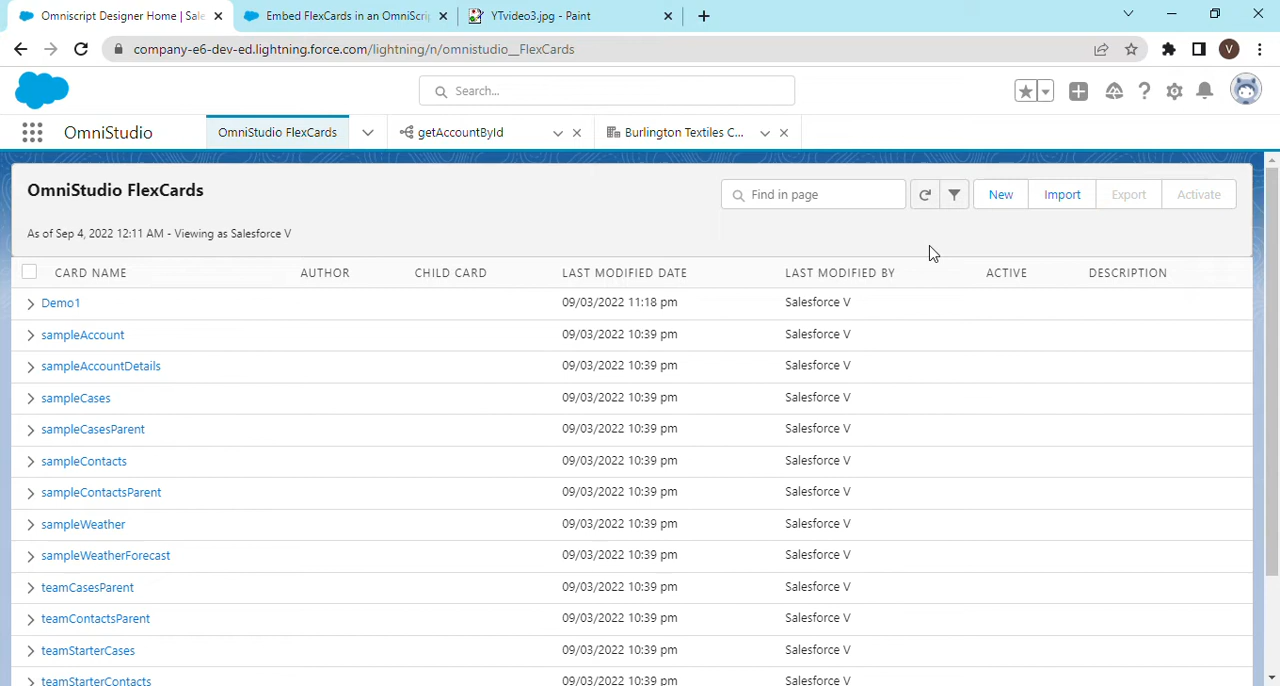 Omniscript Designer Home | Sale
Embed FlexCards in an OmniScrip
YTvideo3.jpg - Paint
company-e6-dev-ed.lightning.force.com/lightning/n/omnistudio__FlexCards
V
Search...
OmniStudio
OmniStudio FlexCards
getAccountById
Burlington Textiles C...
OmniStudio FlexCards
Find in page
New
Import
Export
Activate
As of Sep 4, 2022 12:11 AM - Viewing as Salesforce V
CARD NAME AUTHOR CHILD CARD LAST MODIFIED DATE LAST MODIFIED BY ACTIVE DESCRIPTION
Demo1 09/03/2022 11:18 pm Salesforce V
sampleAccount 09/03/2022 10:39 pm Salesforce V
sampleAccountDetails 09/03/2022 10:39 pm Salesforce V
sampleCases 09/03/2022 10:39 pm Salesforce V
sampleCasesParent 09/03/2022 10:39 pm Salesforce V
sampleContacts 09/03/2022 10:39 pm Salesforce V
sampleContactsParent 09/03/2022 10:39 pm Salesforce V
sampleWeather 09/03/2022 10:39 pm Salesforce V
sampleWeatherForecast 09/03/2022 10:39 pm Salesforce V
teamCasesParent 09/03/2022 10:39 pm Salesforce V
teamContactsParent 09/03/2022 10:39 pm Salesforce V
teamStarterCases 09/03/2022 10:39 pm Salesforce V
teamStarterContacts 09/03/2022 10:39 pm Salesforce V